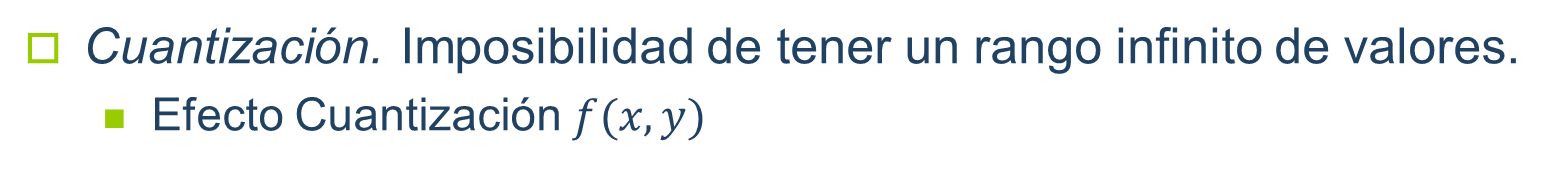 Cuantización. Imposibilidad de tener un rango infinito de valores.
Efecto Cuantización f(x,y)